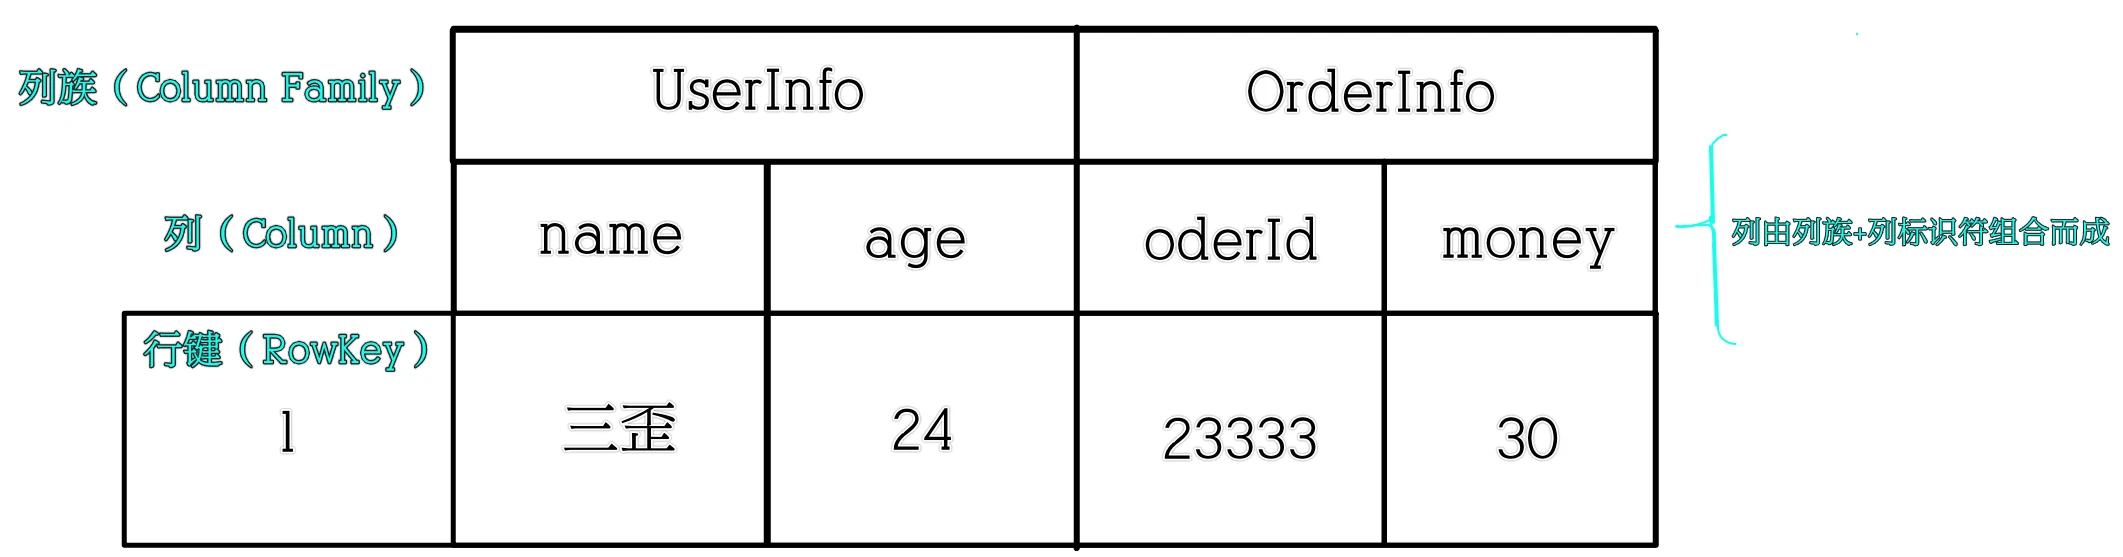 列族（Column Family） UserInfo OrderInfo
列（Column） name age oderId money 列由列族+列标识符组合而成
行键（RowKey）
1 三歪 24 23333 30